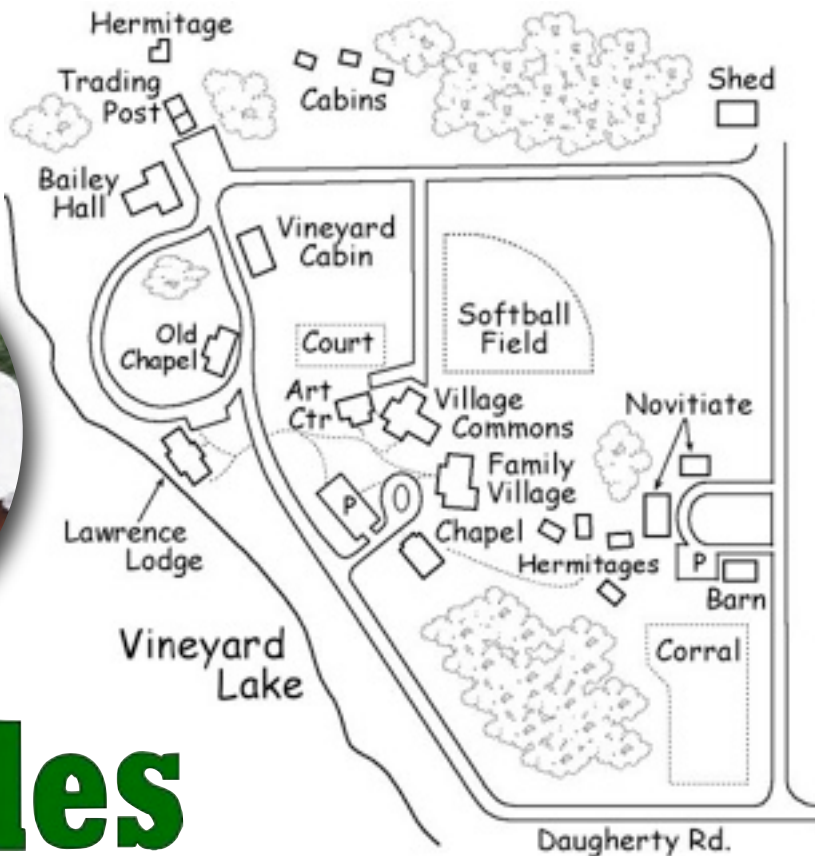 Hermitage
Trading
Post
Cabins
Shed
Bailey
Hall
Vineyard
Cabin
Old
Chapel
Court
Softball
Field
Art
Ctr
Village
Commons
Novitiate
Family
Village
P
Chapel
Hermitages
P
Barn
Lawrence
Lodge
Corral
Vineyard
Lake
les
Daugherty Rd.